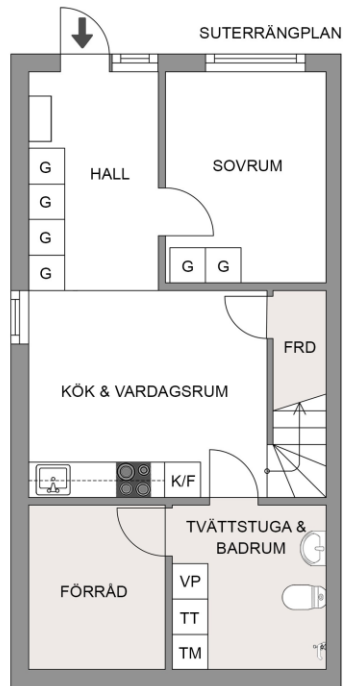 SUTERRÄNGPLAN
HALL
SOVRUM
G
G
G
G
G G
FRD
KÖK & VARDAGSRUM
K/F
TVÄTTSTUGA &
BADRUM
FÖRRÅD
VP
TT
TM